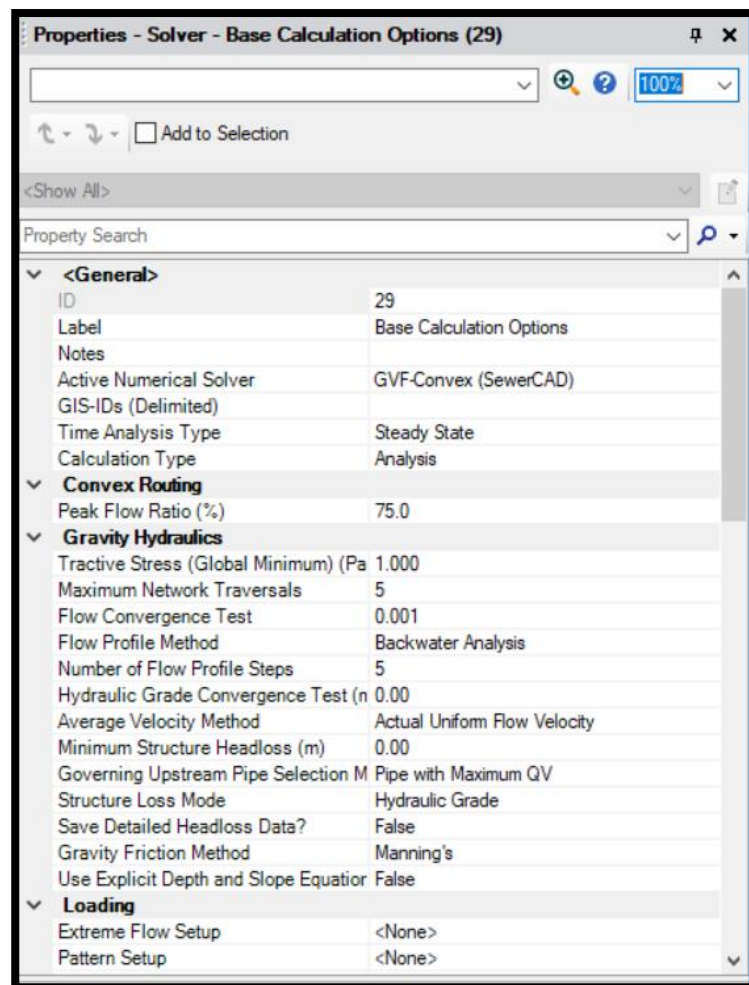 Properties - Solver - Base Calculation Options (29)
100%
Add to Selection
<Show All>
Property Search
<General>
ID 29
Label Base Calculation Options
Notes
Active Numerical Solver GVF-Convex (SewerCAD)
GIS-IDs (Delimited)
Time Analysis Type Steady State
Calculation Type Analysis
Convex Routing
Peak Flow Ratio (%) 75.0
Gravity Hydraulics
Tractive Stress (Global Minimum) (Pa 1.000
Maximum Network Traversals 5
Flow Convergence Test 0.001
Flow Profile Method Backwater Analysis
Number of Flow Profile Steps 5
Hydraulic Grade Convergence Test (n 0.00
Average Velocity Method Actual Uniform Flow Velocity
Minimum Structure Headloss (m) 0.00
Governing Upstream Pipe Selection M Pipe with Maximum QV
Structure Loss Mode Hydraulic Grade
Save Detailed Headloss Data? False
Gravity Friction Method Manning's
Use Explicit Depth and Slope Equation False
Loading
Extreme Flow Setup <None>
Pattern Setup <None>